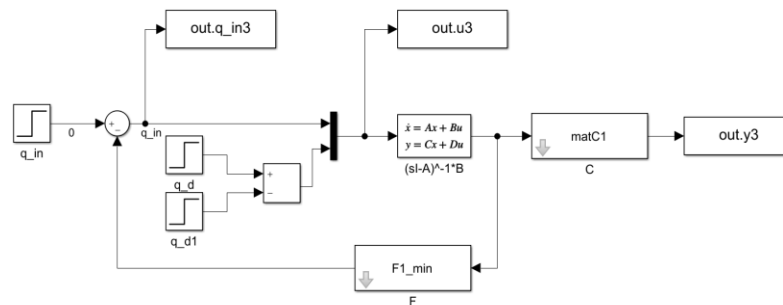 out.q_in3
out.u3
+
−
0
q_in
q_in
q_d
+
−
q_d1
ẋ = Ax + Bu
y = Cx + Du
(sI-A)^-1*B
matC1
C
out.y3
F1_min
F